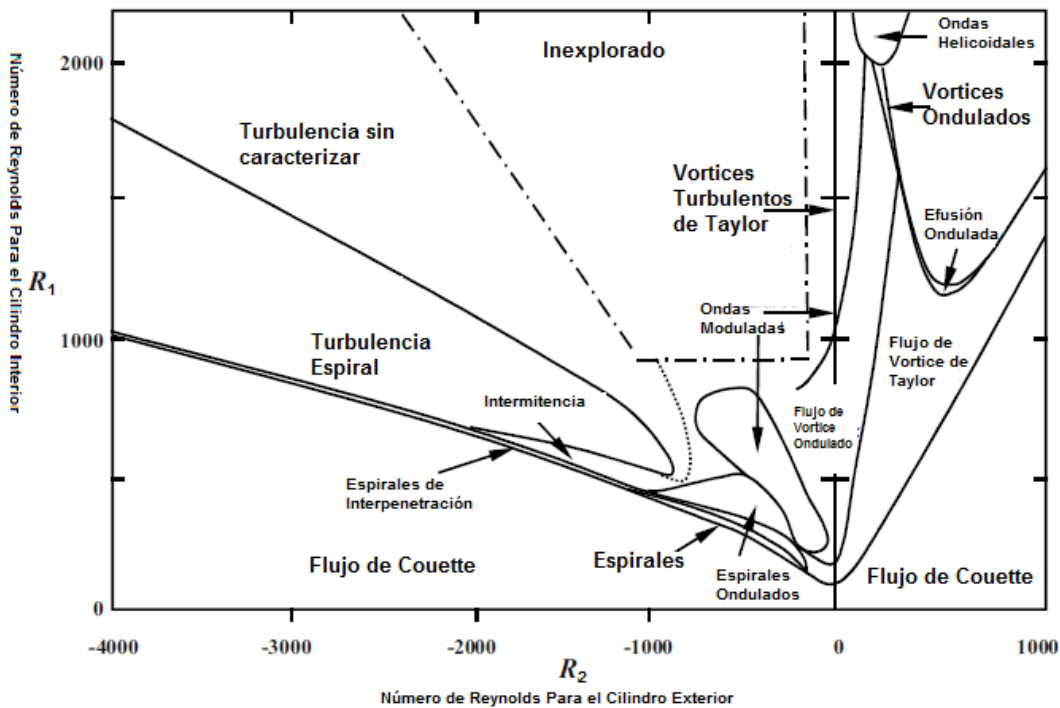 Número de Reynolds Para el Cilindro Interior
R1
2000
1000
0
Inexplorado
Ondas
Helicoidales
Vortices
Ondulados
Turbulencia sin
caracterizar
Vortices
Turbulentos
de Taylor
Efusión
Ondulada
Ondas
Moduladas
Turbulencia
Espiral
Flujo de
Vortice de
Taylor
Intermitencia
Flujo de
Vortice
Ondulado
Espirales de
Interpenetración
Flujo de Couette
Espirales
Espirales
Ondulados
Flujo de Couette
-4000
-3000
-2000
-1000
0
1000
R2
Número de Reynolds Para el Cilindro Exterior